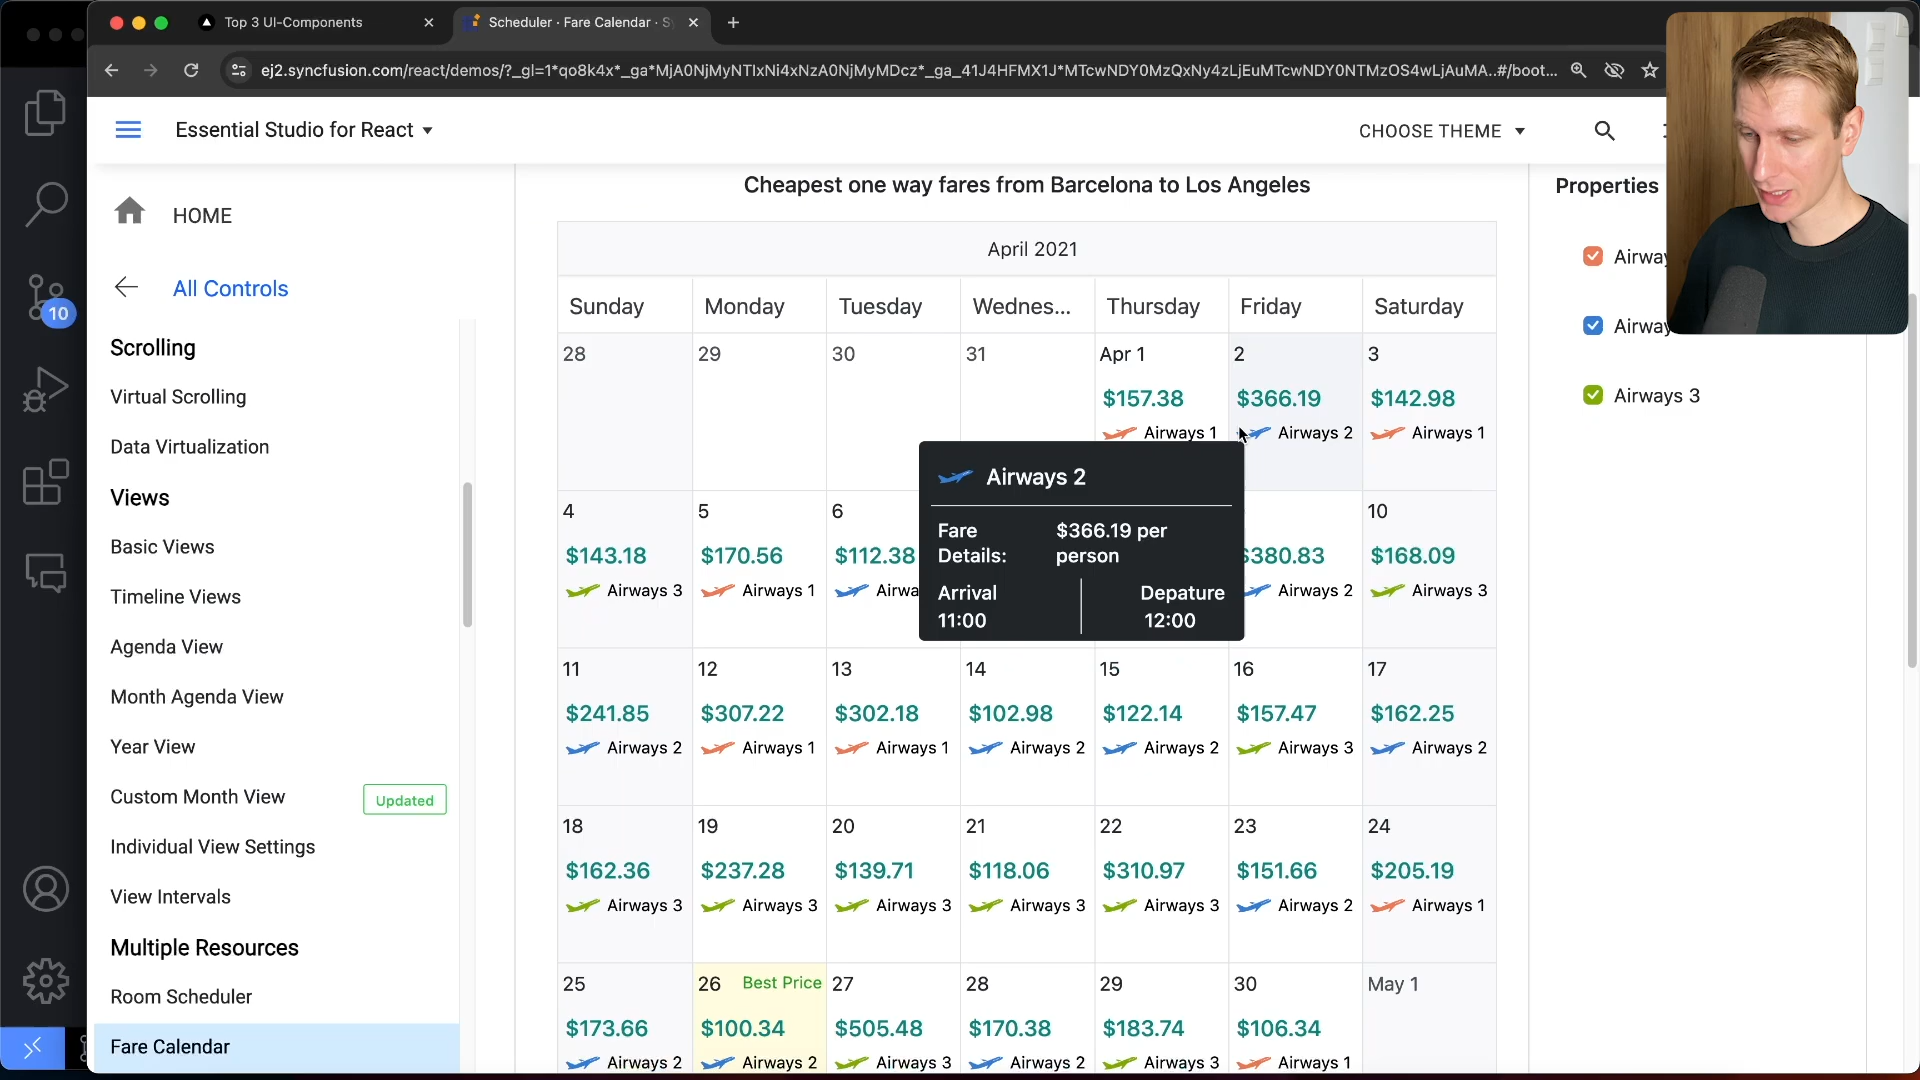 Top 3 UI-Components
Scheduler · Fare Calendar · S
ej2.syncfusion.com/react/demos/?_gl=1*qo8k4x*_ga*MjA0NjMyNTIxNi4xNzA0NjMyMDcz*_ga_41J4HFMX1J*MTcwNDY0MzQxNy4zLjEuMTcwNDY0NTMzOS4wLjAuMA..#/boot...
Essential Studio for React
CHOOSE THEME
HOME
All Controls
Scrolling
Virtual Scrolling
Data Virtualization
Views
Basic Views
Timeline Views
Agenda View
Month Agenda View
Year View
Custom Month View
Updated
Individual View Settings
View Intervals
Multiple Resources
Room Scheduler
Fare Calendar
10
Cheapest one way fares from Barcelona to Los Angeles
April 2021
Sunday Monday Tuesday Wednes... Thursday Friday Saturday
28 29 30 31 Apr 1 2 3
$157.38 $366.19 $142.98
Airways 1 Airways 2 Airways 1
Airways 2
Fare Details: $366.19 per person
Arrival Depature
11:00 12:00
4 5 6 10
$143.18 $170.56 $112.38 $380.83 $168.09
Airways 3 Airways 1 Airwa Airways 2 Airways 3
11 12 13 14 15 16 17
$241.85 $307.22 $302.18 $102.98 $122.14 $157.47 $162.25
Airways 2 Airways 1 Airways 1 Airways 2 Airways 2 Airways 3 Airways 2
18 19 20 21 22 23 24
$162.36 $237.28 $139.71 $118.06 $310.97 $151.66 $205.19
Airways 3 Airways 3 Airways 3 Airways 3 Airways 3 Airways 2 Airways 1
25 26 Best Price 27 28 29 30 May 1
$173.66 $100.34 $505.48 $170.38 $183.74 $106.34
Airways 2 Airways 2 Airways 3 Airways 2 Airways 3 Airways 1
Properties
Airway
Airway
Airways 3